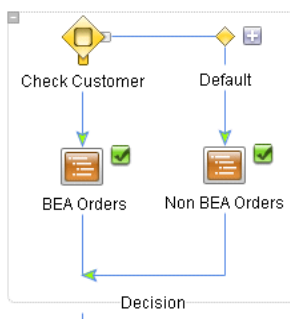 Check Customer
Default
BEA Orders
Non BEA Orders
Decision